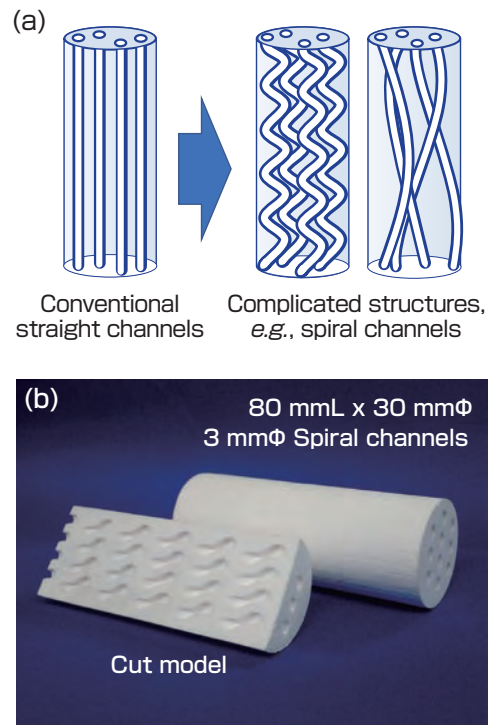 (a)
Conventional
straight channels
Complicated structures,
e.g., spiral channels
(b)
80 mmL x 30 mmΦ
3 mmΦ Spiral channels
Cut model